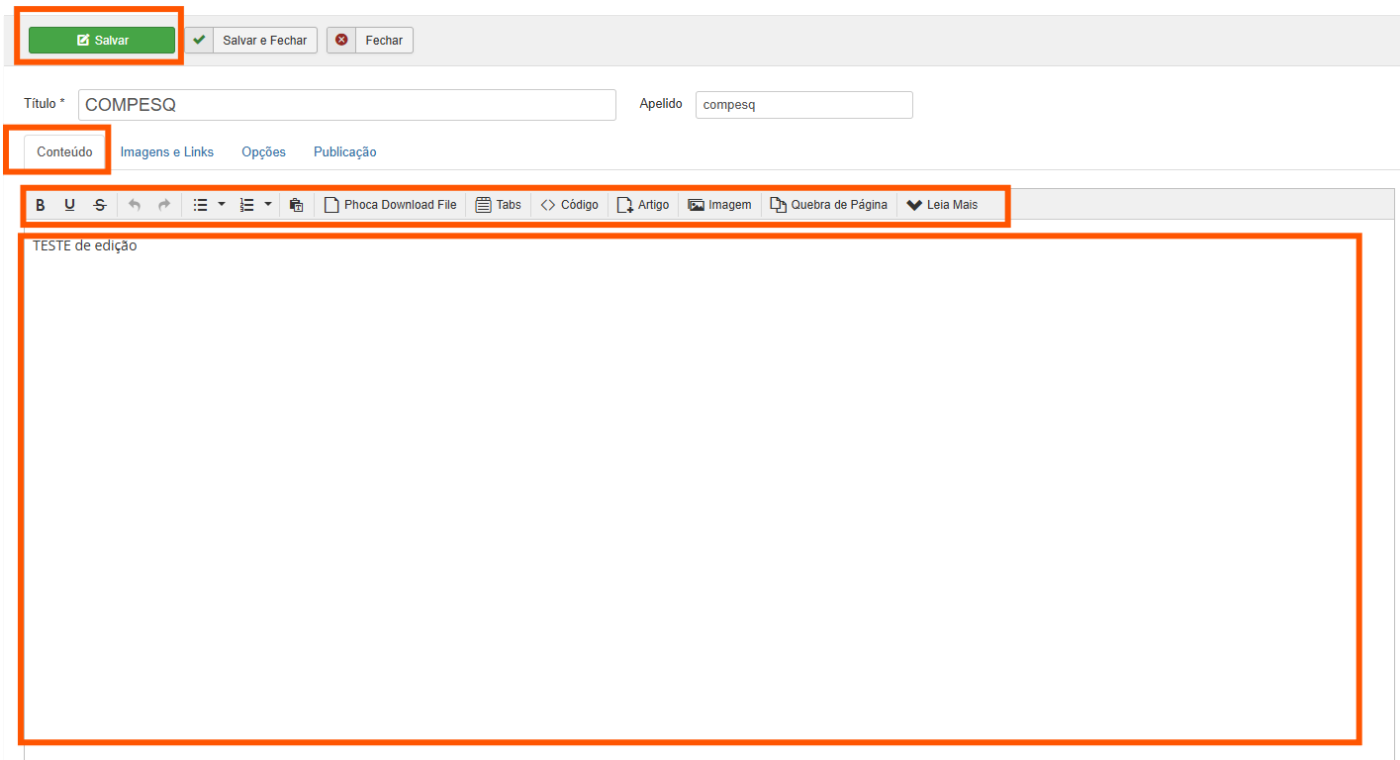 Salvar Salvar e Fechar Fechar
Título * COMPESQ Apelido compesq
Conteúdo Imagens e Links Opções Publicação
B U S Phoca Download File Tabs <> Código Artigo Imagem Quebra de Página Leia Mais
TESTE de edição